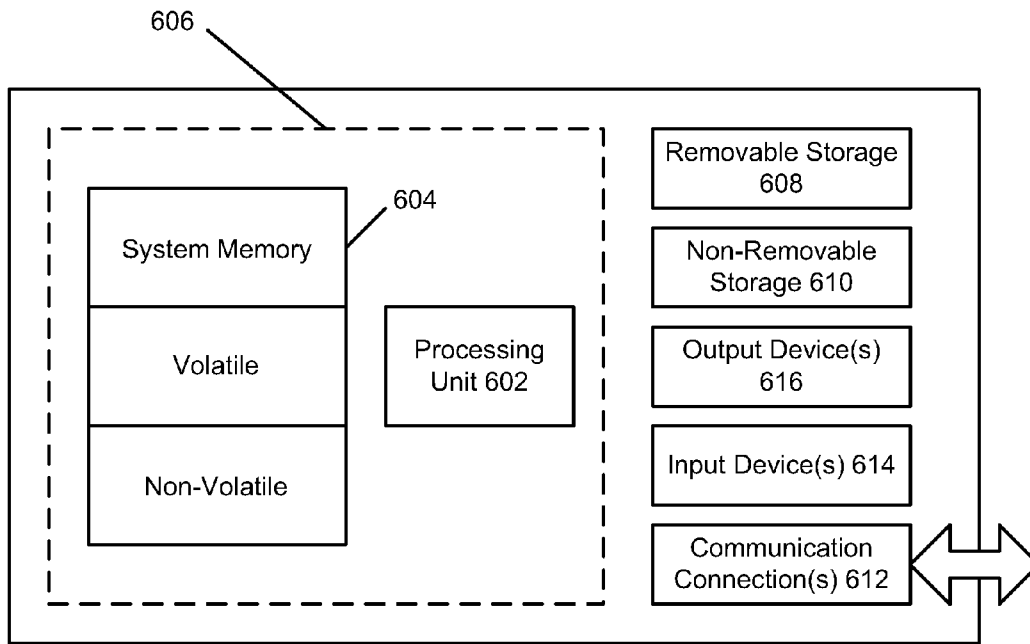 606
604
System Memory
Volatile
Non-Volatile
Processing
Unit 602
Removable Storage
608
Non-Removable
Storage 610
Output Device(s)
616
Input Device(s) 614
Communication
Connection(s) 612